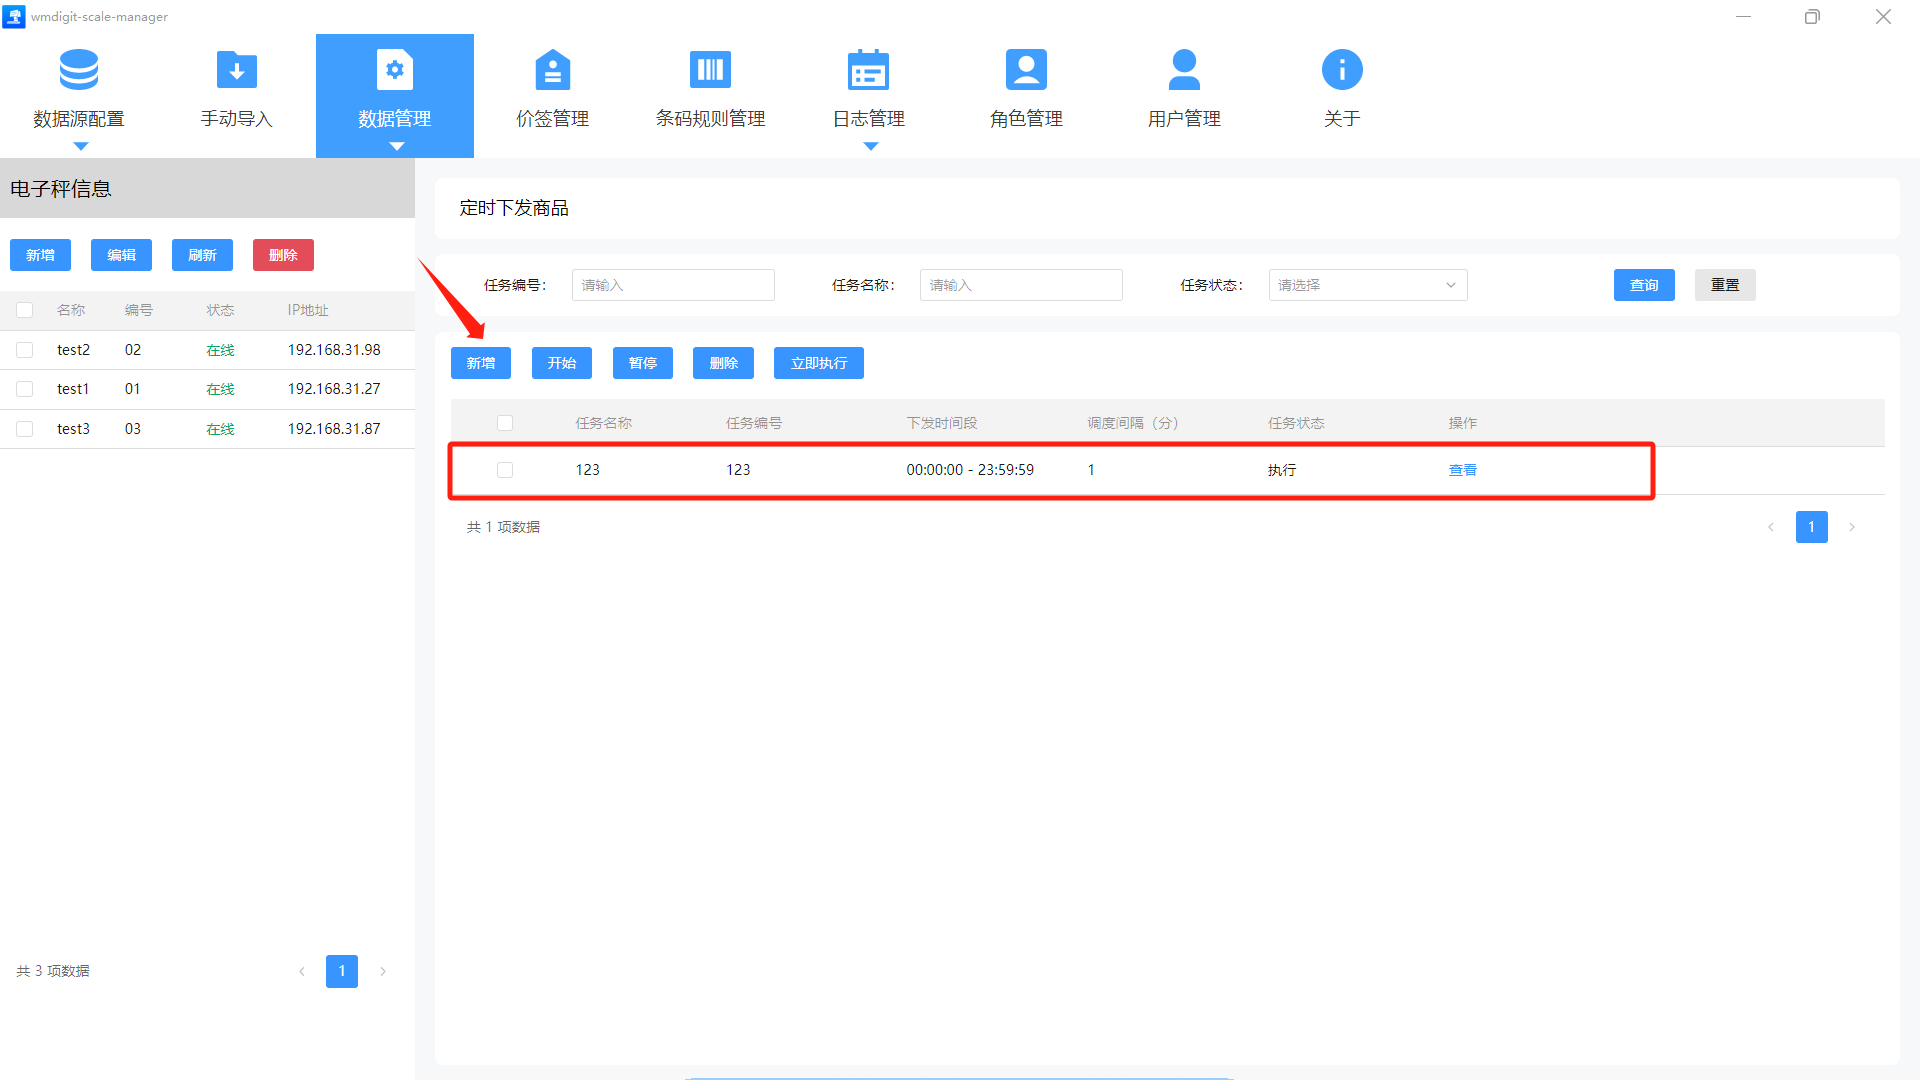 wmdigit-scale-manager
数据源配置
手动导入
数据管理
价签管理
条码规则管理
日志管理
角色管理
用户管理
关于
电子秤信息
新增 编辑 刷新 删除
名称 编号 状态 IP地址
test2 02 在线 192.168.31.98
test1 01 在线 192.168.31.27
test3 03 在线 192.168.31.87
共 3 项数据
1
定时下发商品
任务编号： 请输入 任务名称： 请输入 任务状态： 请选择 查询 重置
新增 开始 暂停 删除 立即执行
任务名称 任务编号 下发时间段 调度间隔（分） 任务状态 操作
123 123 00:00:00 - 23:59:59 1 执行 查看
共 1 项数据
1